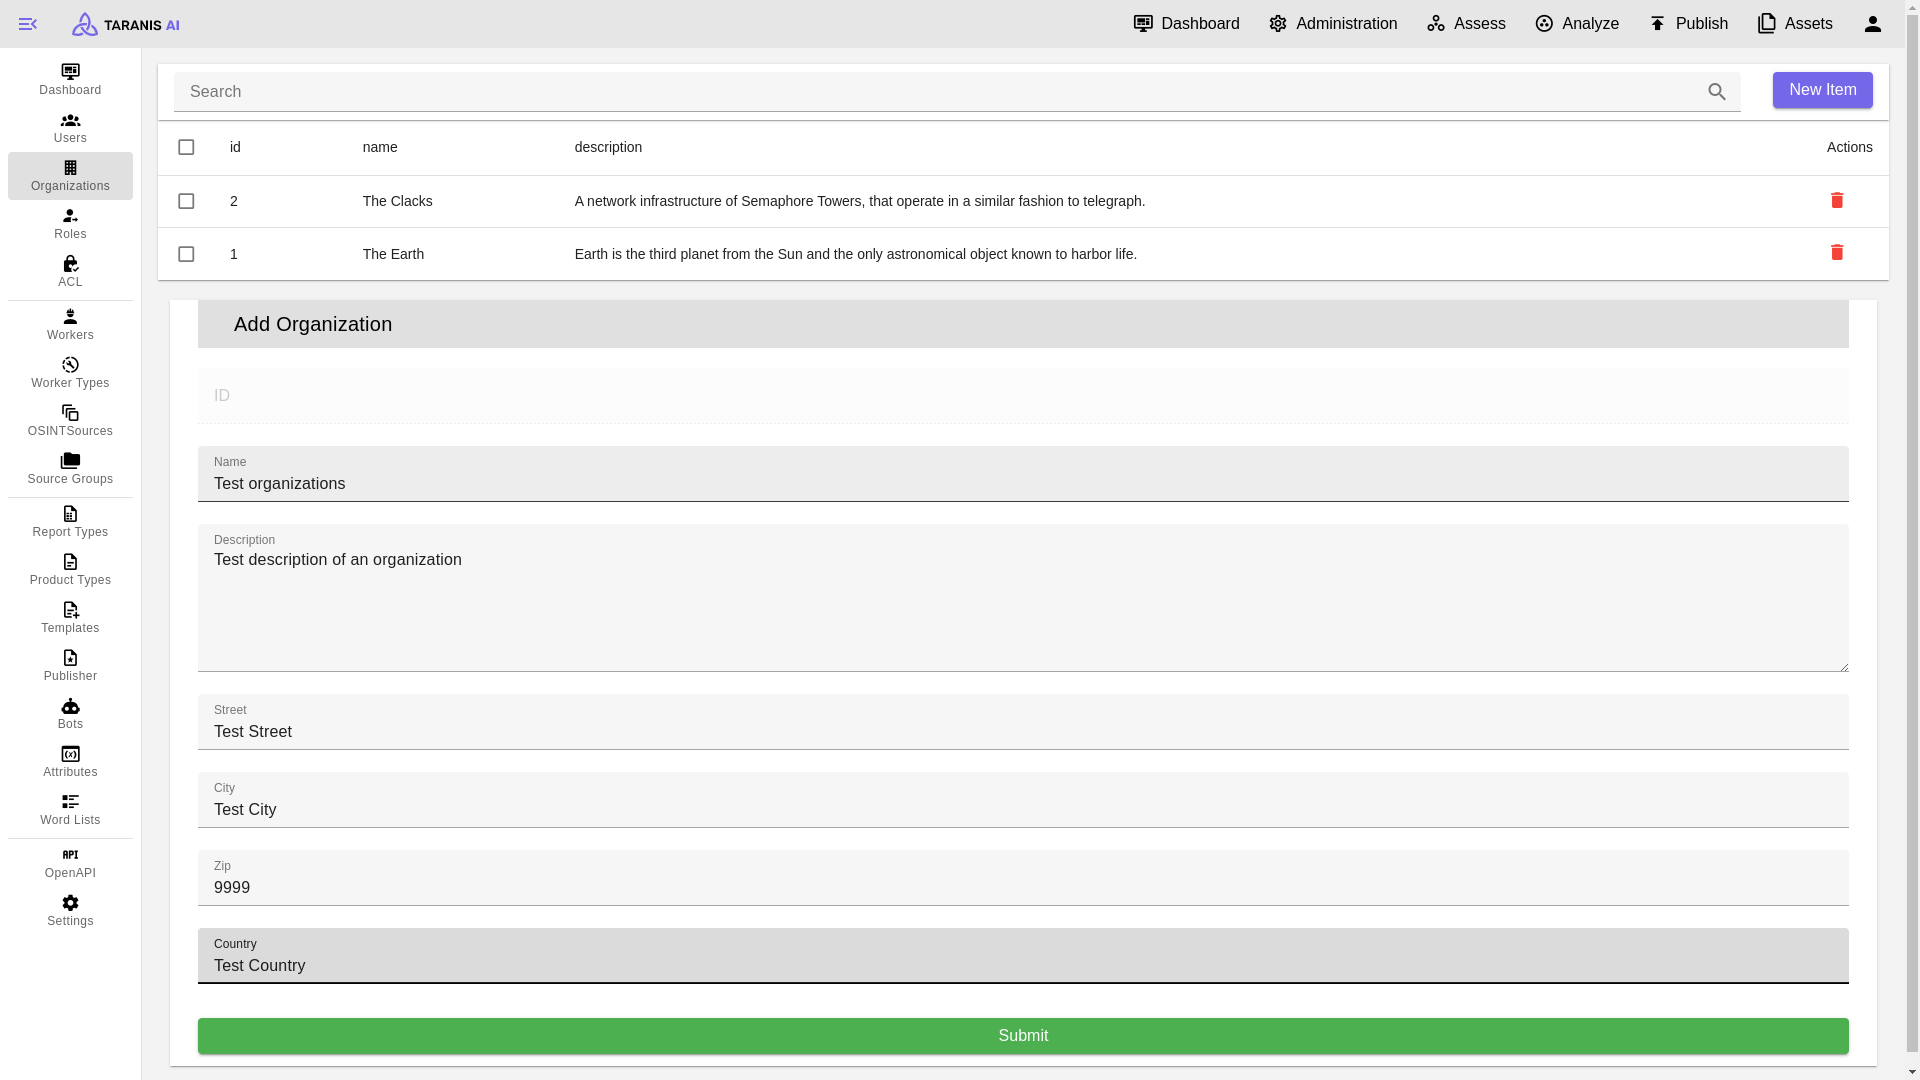 TARANIS AI
Dashboard Administration Assess Analyze Publish Assets
Dashboard
Users
Organizations
Roles
ACL
Workers
Worker Types
OSINTSources
Source Groups
Report Types
Product Types
Templates
Publisher
Bots
Attributes
Word Lists
API
OpenAPI
Settings
Search
New Item
id name description Actions
2 The Clacks A network infrastructure of Semaphore Towers, that operate in a similar fashion to telegraph.
1 The Earth Earth is the third planet from the Sun and the only astronomical object known to harbor life.
Add Organization
ID
Name
Test organizations
Description
Test description of an organization
Street
Test Street
City
Test City
Zip
9999
Country
Test Country
Submit